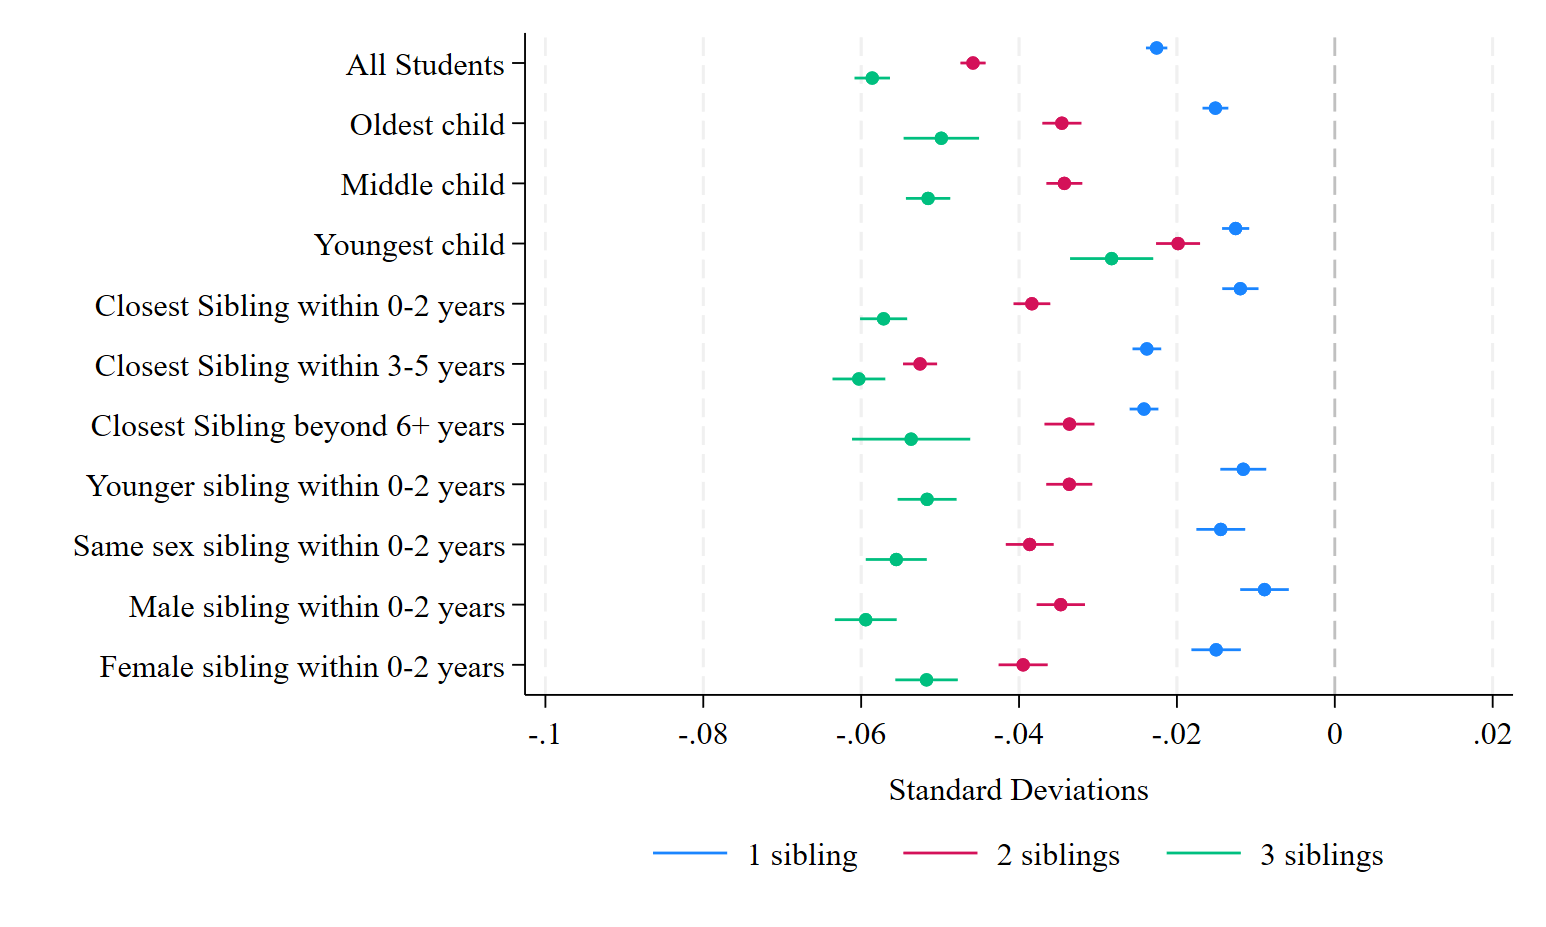 All Students
Oldest child
Middle child
Youngest child
Closest Sibling within 0-2 years
Closest Sibling within 3-5 years
Closest Sibling beyond 6+ years
Younger sibling within 0-2 years
Same sex sibling within 0-2 years
Male sibling within 0-2 years
Female sibling within 0-2 years
-.1 -.08 -.06 -.04 -.02 0 .02
Standard Deviations
1 sibling 2 siblings 3 siblings